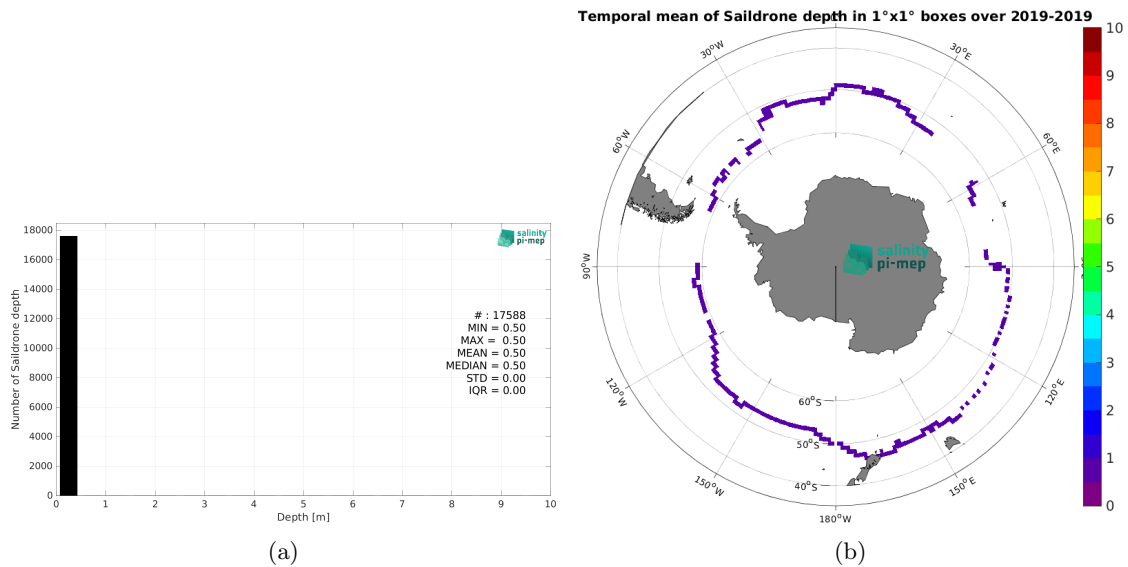 Temporal mean of Saildrone depth in 1°x1° boxes over 2019-2019
18000
16000
14000
12000
10000
8000
6000
4000
2000
0
Number of Saildrone depth
0 1 2 3 4 5 6 7 8 9 10
Depth [m]
salinity
pi-mep
# : 17588
MIN = 0.50
MAX = 0.50
MEAN = 0.50
MEDIAN = 0.50
STD = 0.00
IQR = 0.00
30°W
30°E
60°W
60°E
90°W
120°W
120°E
150°W
150°E
180°W
60°S
50°S
40°S
salinity
pi-mep
10
9
8
7
6
5
4
3
2
1
0
(a)
(b)